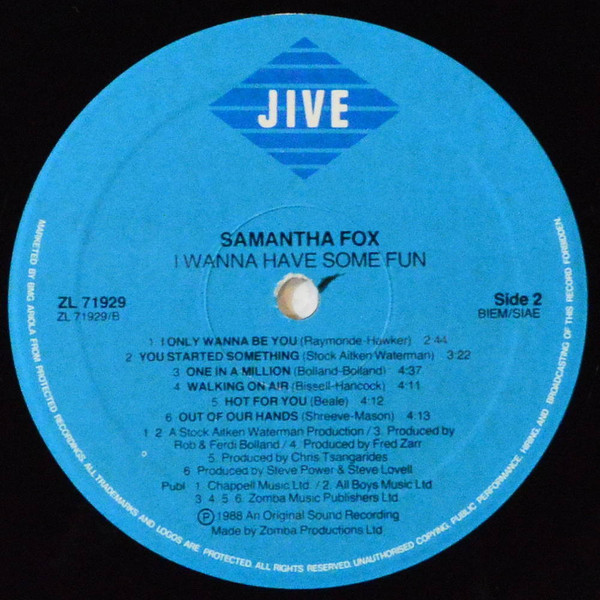 JIVE
SAMANTHA FOX
I WANNA HAVE SOME FUN
ZL 71929
ZL 71929/B
Side 2
BIEM/SIAE
1 I ONLY WANNA BE YOU (Raymonde-Hawker) 2:44
2 YOU STARTED SOMETHING (Stock Aitken Waterman) 3:22
3 ONE IN A MILLION (Bolland-Bolland) 4:37
4 WALKING ON AIR (Bissell-Hancock) 4:11
5 HOT FOR YOU (Beale) 4:12
6 OUT OF OUR HANDS (Shreeve-Mason) 4:13
1 2 A Stock Aitken Waterman Production / 3. Produced by
Rob & Ferdi Bolland / 4. Produced by Fred Zarr
5. Produced by Chris Tsangarides
6 Produced by Steve Power & Steve Lovell
Publ 1. Chappell Music Ltd. / 2. All Boys Music Ltd.
3 4. 5 6. Zomba Music Publishers Ltd.
Ⓟ 1988 An Original Sound Recording
Made by Zomba Productions Ltd
MARKETED BY BMG ARIOLA FROM PROTECTED RECORDINGS. ALL TRADEMARKS AND LOGOS ARE PROTECTED. ALL RIGHTS RESERVED. UNAUTHORISED COPYING, PUBLIC PERFORMANCE, HIRING, AND BROADCASTING OF THIS RECORD FORBIDDEN.